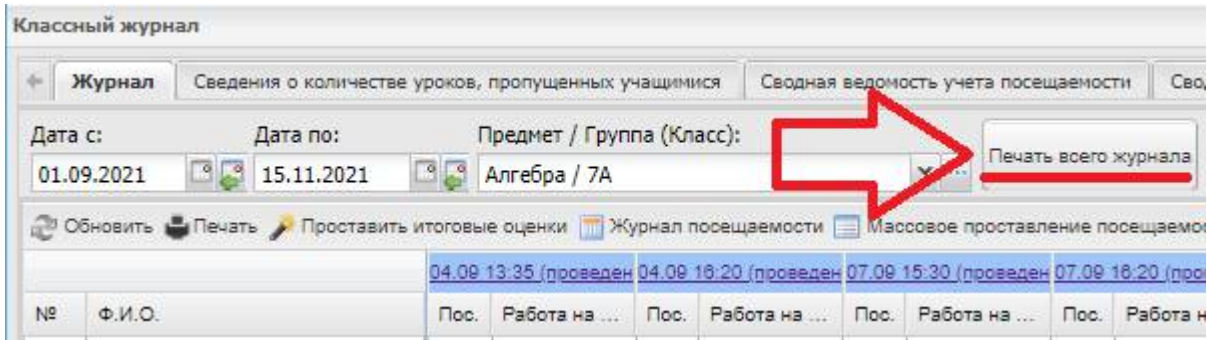 Классный журнал
Журнал Сведения о количестве уроков, пропущенных учащимися Сводная ведомость учета посещаемости
Дата с: Дата по: Предмет / Группа (Класс):
01.09.2021 15.11.2021 Алгебра / 7А Печать всего журнала
Обновить Печать Проставить итоговые оценки Журнал посещаемости Массовое проставление
04.09 13:35 (проведен 04.09 16:20 (проведен 07.09 15:30 (проведен 07.09 16:20
№ Ф.И.О. Пос. Работа на ... Пос. Работа на ... Пос. Работа на ... Пос. Работа